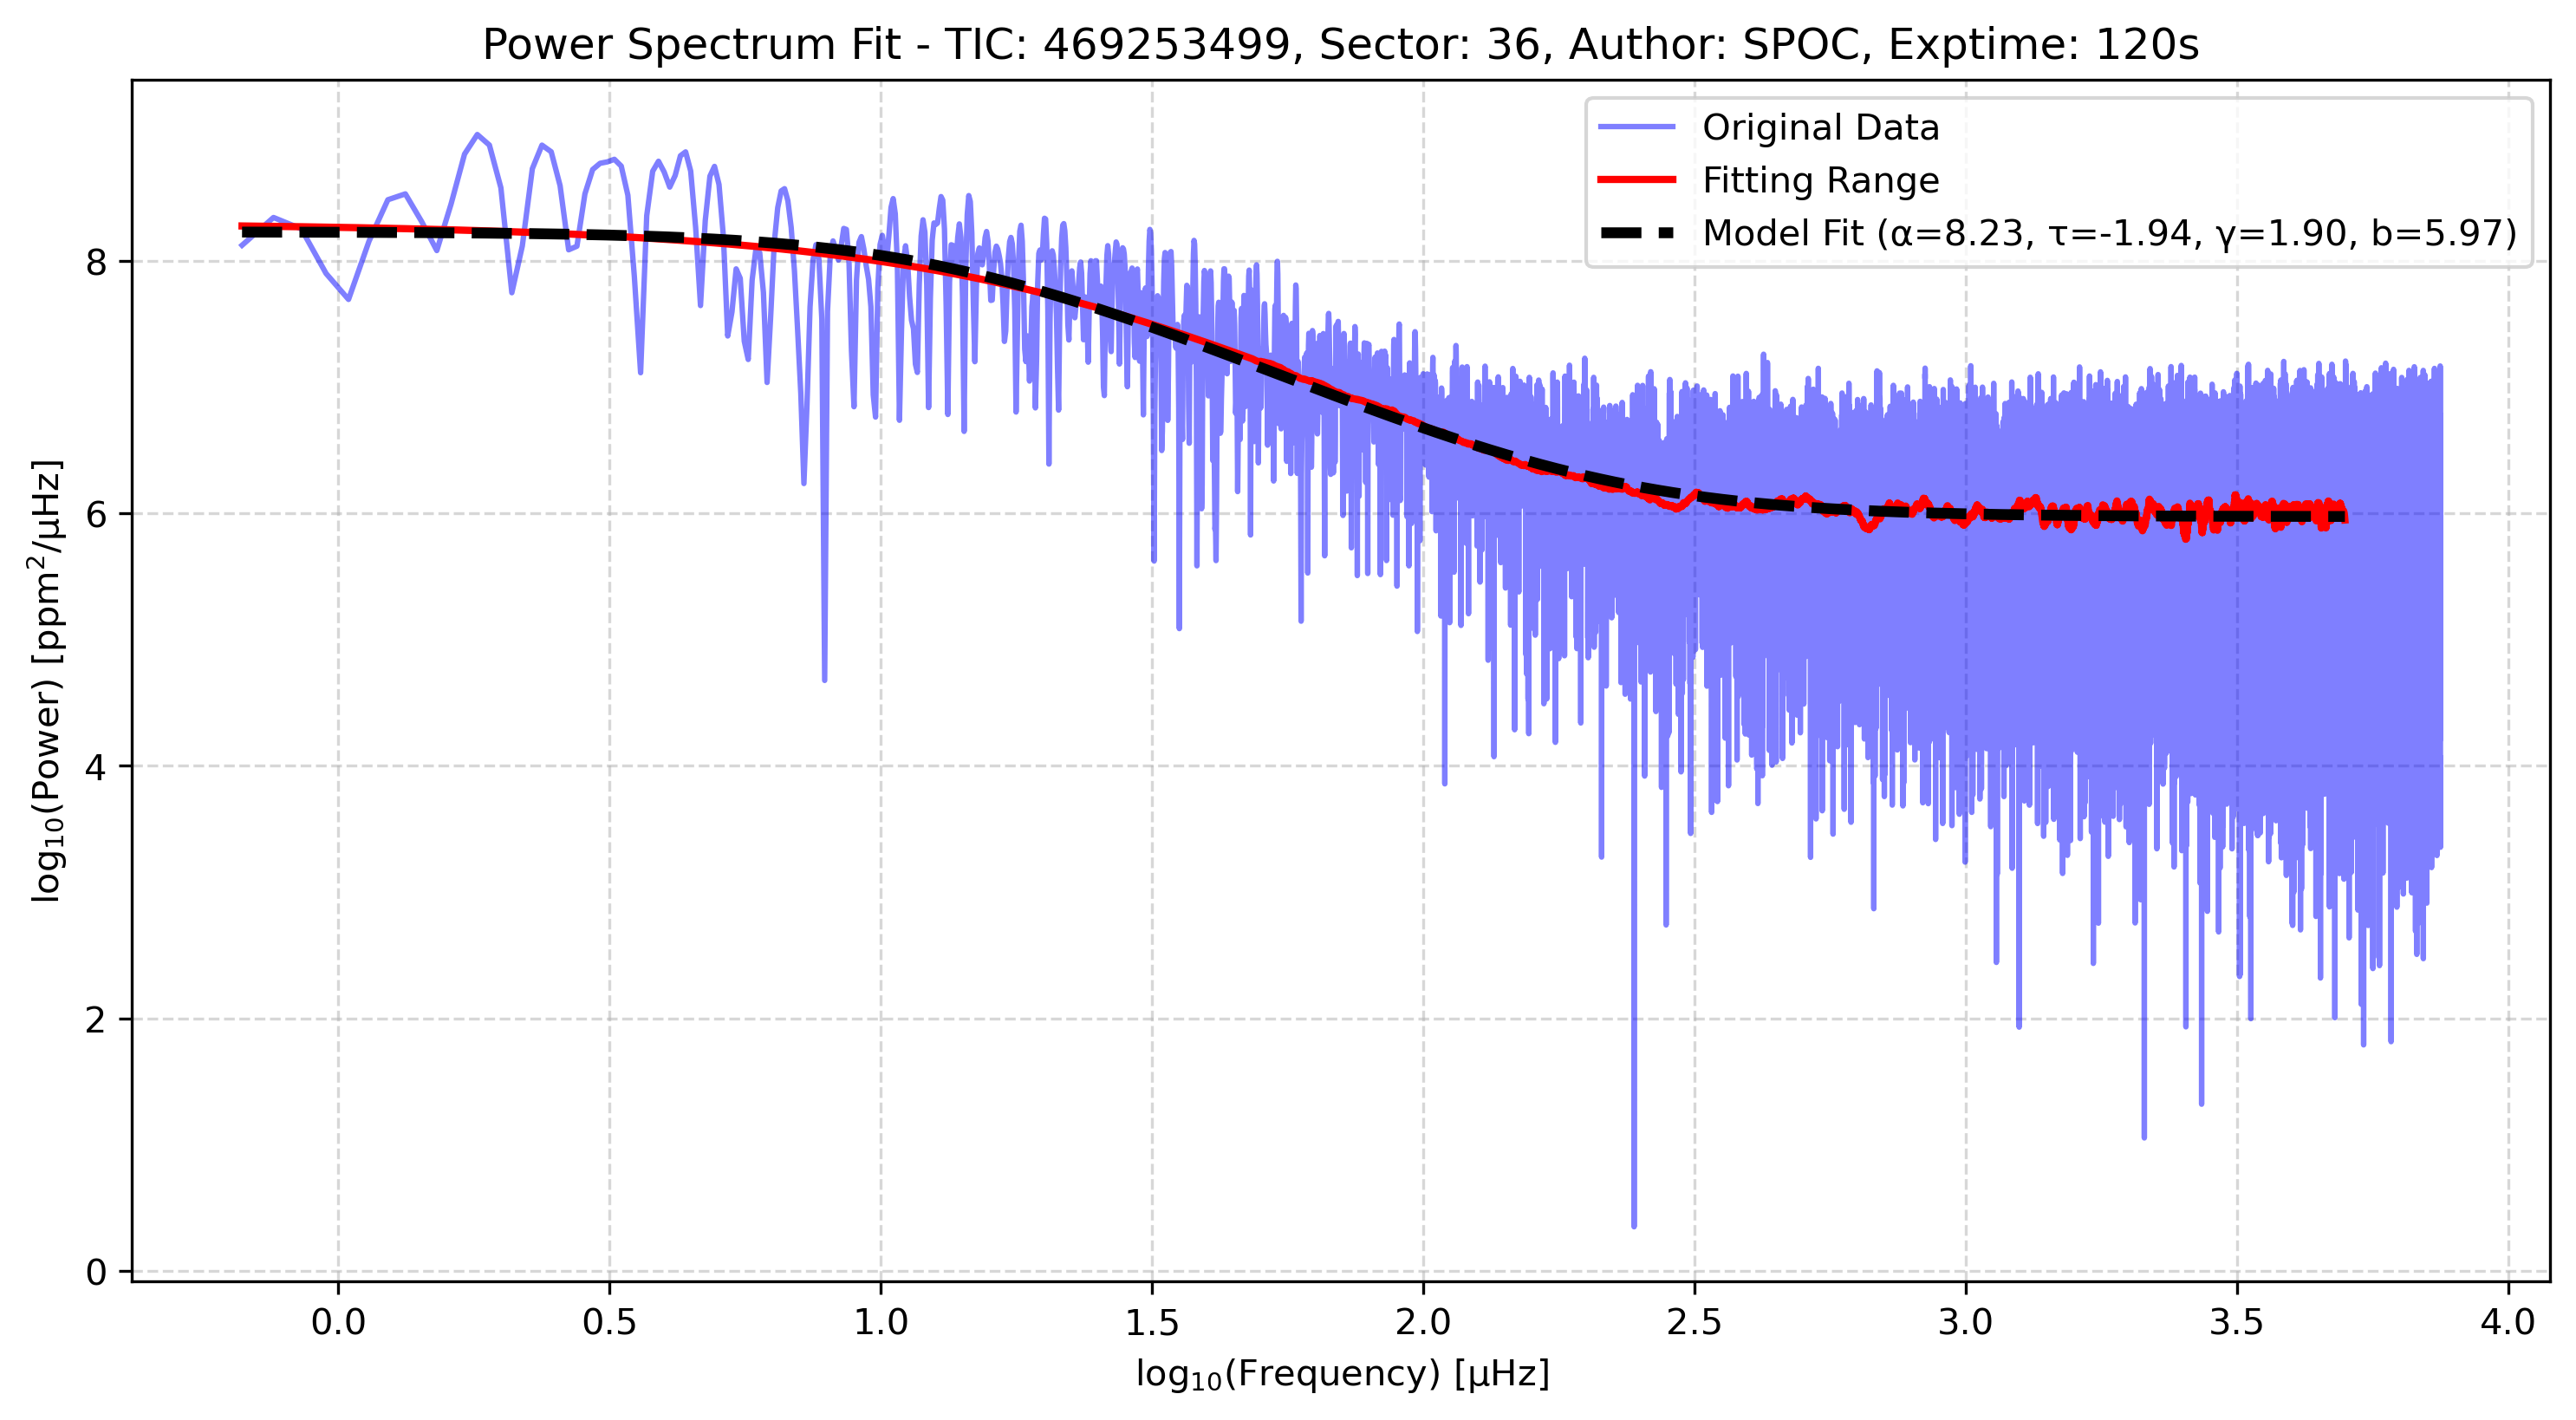 Power Spectrum Fit - TIC: 469253499, Sector: 36, Author: SPOC, Exptime: 120s
Original Data
Fitting Range
Model Fit (α=8.23, τ=-1.94, γ=1.90, b=5.97)
log₁₀(Power) [ppm²/μHz]
8
6
4
2
0
0.0 0.5 1.0 1.5 2.0 2.5 3.0 3.5 4.0
log₁₀(Frequency) [μHz]